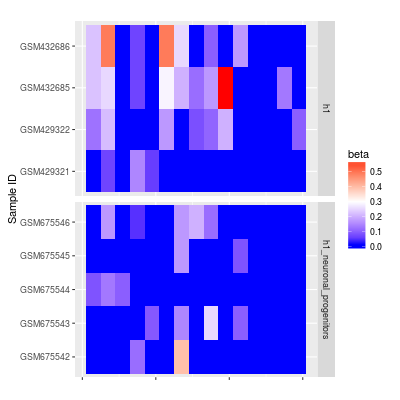 GSM432686
GSM432685
GSM429322
GSM429321
h1
GSM675546
GSM675545
GSM675544
GSM675543
GSM675542
h1_neuronal_progenitors
Sample ID
beta
0.5
0.4
0.3
0.2
0.1
0.0